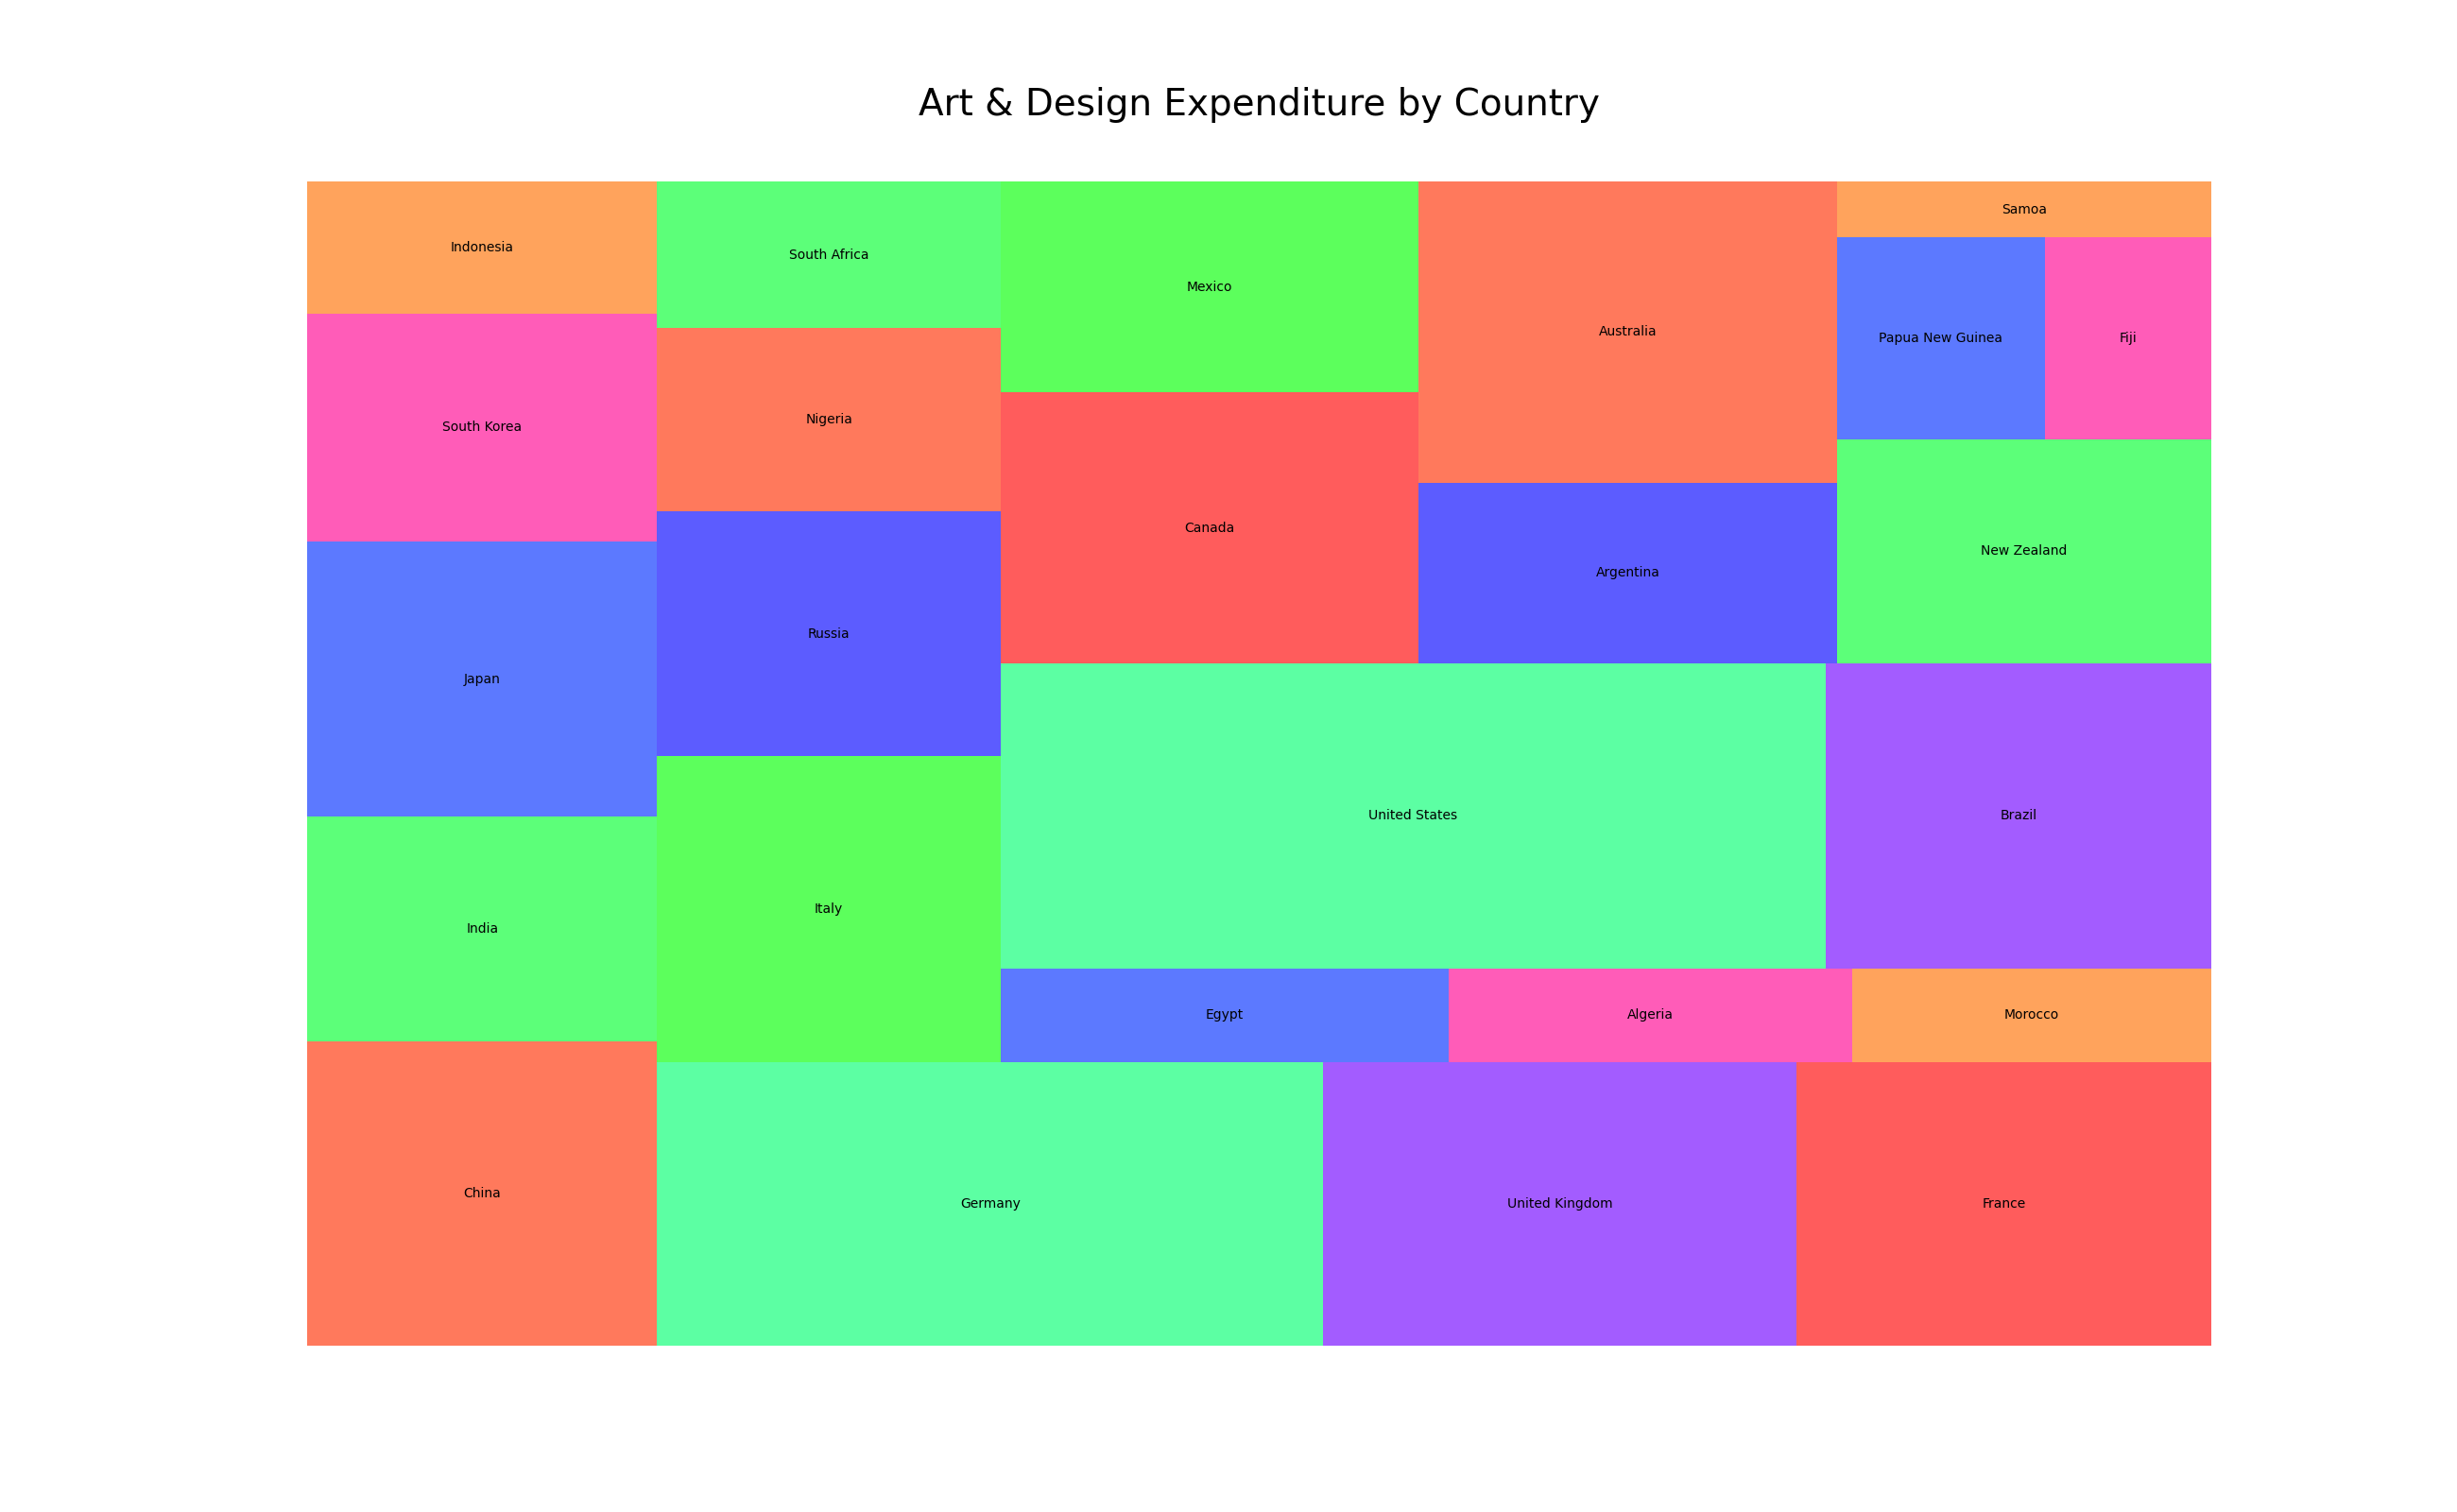 Art & Design Expenditure by Country
Indonesia
South Africa
Mexico
Australia
Samoa
Papua New Guinea
Fiji
South Korea
Nigeria
Canada
Argentina
New Zealand
Japan
Russia
United States
Brazil
India
Italy
Egypt
Algeria
Morocco
China
Germany
United Kingdom
France